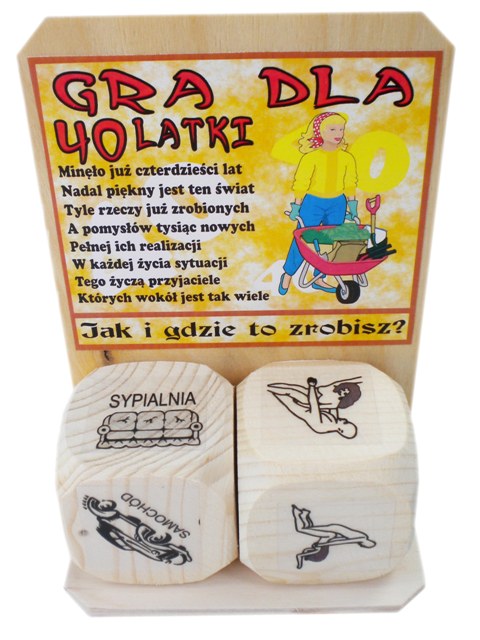 GRA DLA
40 LATKI
Minęło już czterdzieści lat
Nadal piękny jest ten świat
Tyle rzeczy już zrobionych
A pomysłów tysiąc nowych
Pełnej ich realizacji
W każdej życia sytuacji
Tego życzą przyjaciele
Których wokół jest tak wiele
Jak i gdzie to zrobisz?
SYPIALNIA
SAMOCHÓD